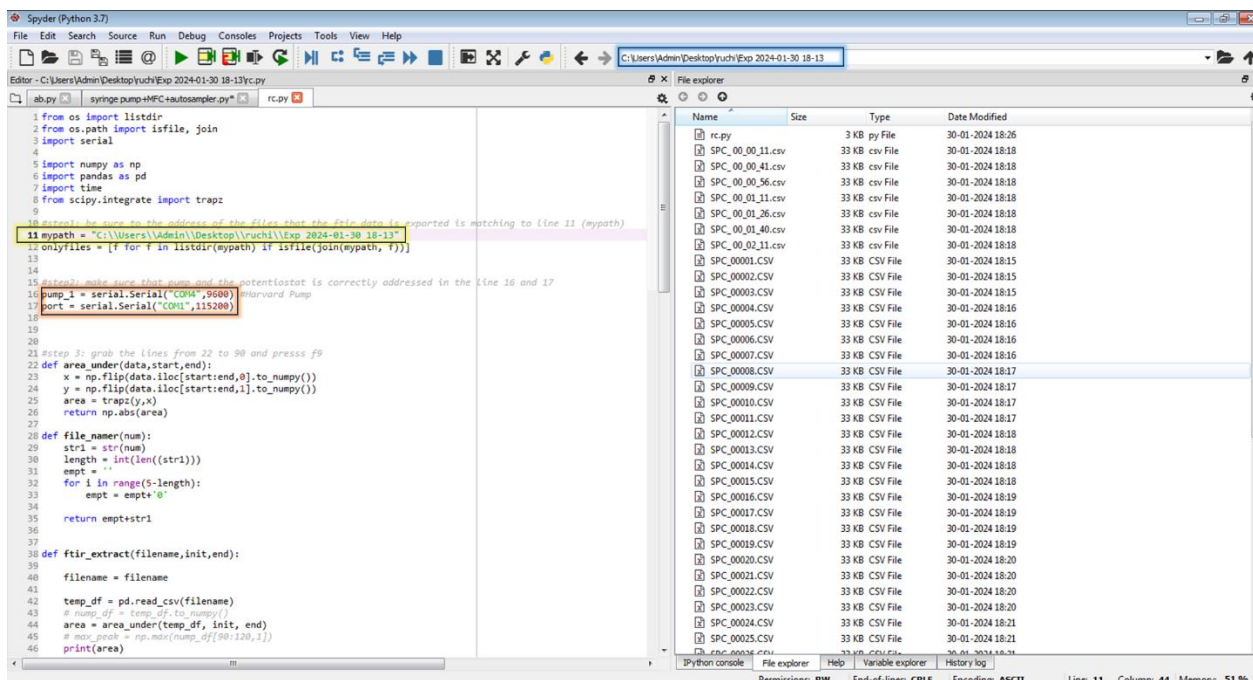 Spyder (Python 3.7)
File Edit Search Source Run Debug Consoles Projects Tools View Help
C:\Users\Admin\Desktop\ruchi\Exp 2024-01-30 18-13
Editor - C:\Users\Admin\Desktop\ruchi\Exp 2024-01-30 18-13\rc.py
ab.py syringe pump+MFC+autosampler.py* rc.py
1 from os import listdir
2 from os.path import isfile, join
3 import serial
4
5 import numpy as np
6 import pandas as pd
7 import time
8 from scipy.integrate import trapz
9
10 #step1: be sure to the address of the files that the ftir data is exported is matching to line 11 (mypath)
11 mypath = "C:\\Users\\Admin\\Desktop\\ruchi\\Exp 2024-01-30 18-13"
12 onlyfiles = [f for f in listdir(mypath) if isfile(join(mypath, f))]
13
14
15 #step2: make sure that pump and the potentiostat is correctly addressed in the line 16 and 17
16 pump_1 = serial.Serial("COM4",9600) #Harvard Pump
17 port = serial.Serial("COM1",115200)
18
19
20
21 #step 3: grab the lines from 22 to 90 and presss f9
22 def area_under(data,start,end):
23 x = np.flip(data.iloc[start:end,0].to_numpy())
24 y = np.flip(data.iloc[start:end,1].to_numpy())
25 area = trapz(y,x)
26 return np.abs(area)
27
28 def file_namer(num):
29 str1 = str(num)
30 length = int(len((str1)))
31 empt = ''
32 for i in range(5-length):
33 empt = empt+'0'
34
35 return empt+str1
36
37
38 def ftir_extract(filename,init,end):
39
40 filename = filename
41
42 temp_df = pd.read_csv(filename)
43 # nump_df = temp_df.to_numpy()
44 area = area_under(temp_df, init, end)
45 # max_peak = np.max(nump_df[90:120,1])
46 print(area)
File explorer
Name Size Type Date Modified
rc.py 3 KB py File 30-01-2024 18:26
SPC_00_00_11.csv 33 KB csv File 30-01-2024 18:18
SPC_00_00_41.csv 33 KB csv File 30-01-2024 18:18
SPC_00_00_56.csv 33 KB csv File 30-01-2024 18:18
SPC_00_01_11.csv 33 KB csv File 30-01-2024 18:18
SPC_00_01_26.csv 33 KB csv File 30-01-2024 18:18
SPC_00_01_40.csv 33 KB csv File 30-01-2024 18:18
SPC_00_02_11.csv 33 KB csv File 30-01-2024 18:18
SPC_00001.CSV 33 KB CSV File 30-01-2024 18:15
SPC_00002.CSV 33 KB CSV File 30-01-2024 18:15
SPC_00003.CSV 33 KB CSV File 30-01-2024 18:15
SPC_00004.CSV 33 KB CSV File 30-01-2024 18:16
SPC_00005.CSV 33 KB CSV File 30-01-2024 18:16
SPC_00006.CSV 33 KB CSV File 30-01-2024 18:16
SPC_00007.CSV 33 KB CSV File 30-01-2024 18:16
SPC_00008.CSV 33 KB CSV File 30-01-2024 18:17
SPC_00009.CSV 33 KB CSV File 30-01-2024 18:17
SPC_00010.CSV 33 KB CSV File 30-01-2024 18:17
SPC_00011.CSV 33 KB CSV File 30-01-2024 18:17
SPC_00012.CSV 33 KB CSV File 30-01-2024 18:18
SPC_00013.CSV 33 KB CSV File 30-01-2024 18:18
SPC_00014.CSV 33 KB CSV File 30-01-2024 18:18
SPC_00015.CSV 33 KB CSV File 30-01-2024 18:18
SPC_00016.CSV 33 KB CSV File 30-01-2024 18:19
SPC_00017.CSV 33 KB CSV File 30-01-2024 18:19
SPC_00018.CSV 33 KB CSV File 30-01-2024 18:19
SPC_00019.CSV 33 KB CSV File 30-01-2024 18:19
SPC_00020.CSV 33 KB CSV File 30-01-2024 18:20
SPC_00021.CSV 33 KB CSV File 30-01-2024 18:20
SPC_00022.CSV 33 KB CSV File 30-01-2024 18:20
SPC_00023.CSV 33 KB CSV File 30-01-2024 18:20
SPC_00024.CSV 33 KB CSV File 30-01-2024 18:21
SPC_00025.CSV 33 KB CSV File 30-01-2024 18:21
SPC_00026.CSV 33 KB CSV File 30-01-2024 18:21
IPython console File explorer Help Variable explorer History log
Permissions: RW End-of-lines: CRLF Encoding: ASCII Line: 11 Column: 44 Memory: 51 %